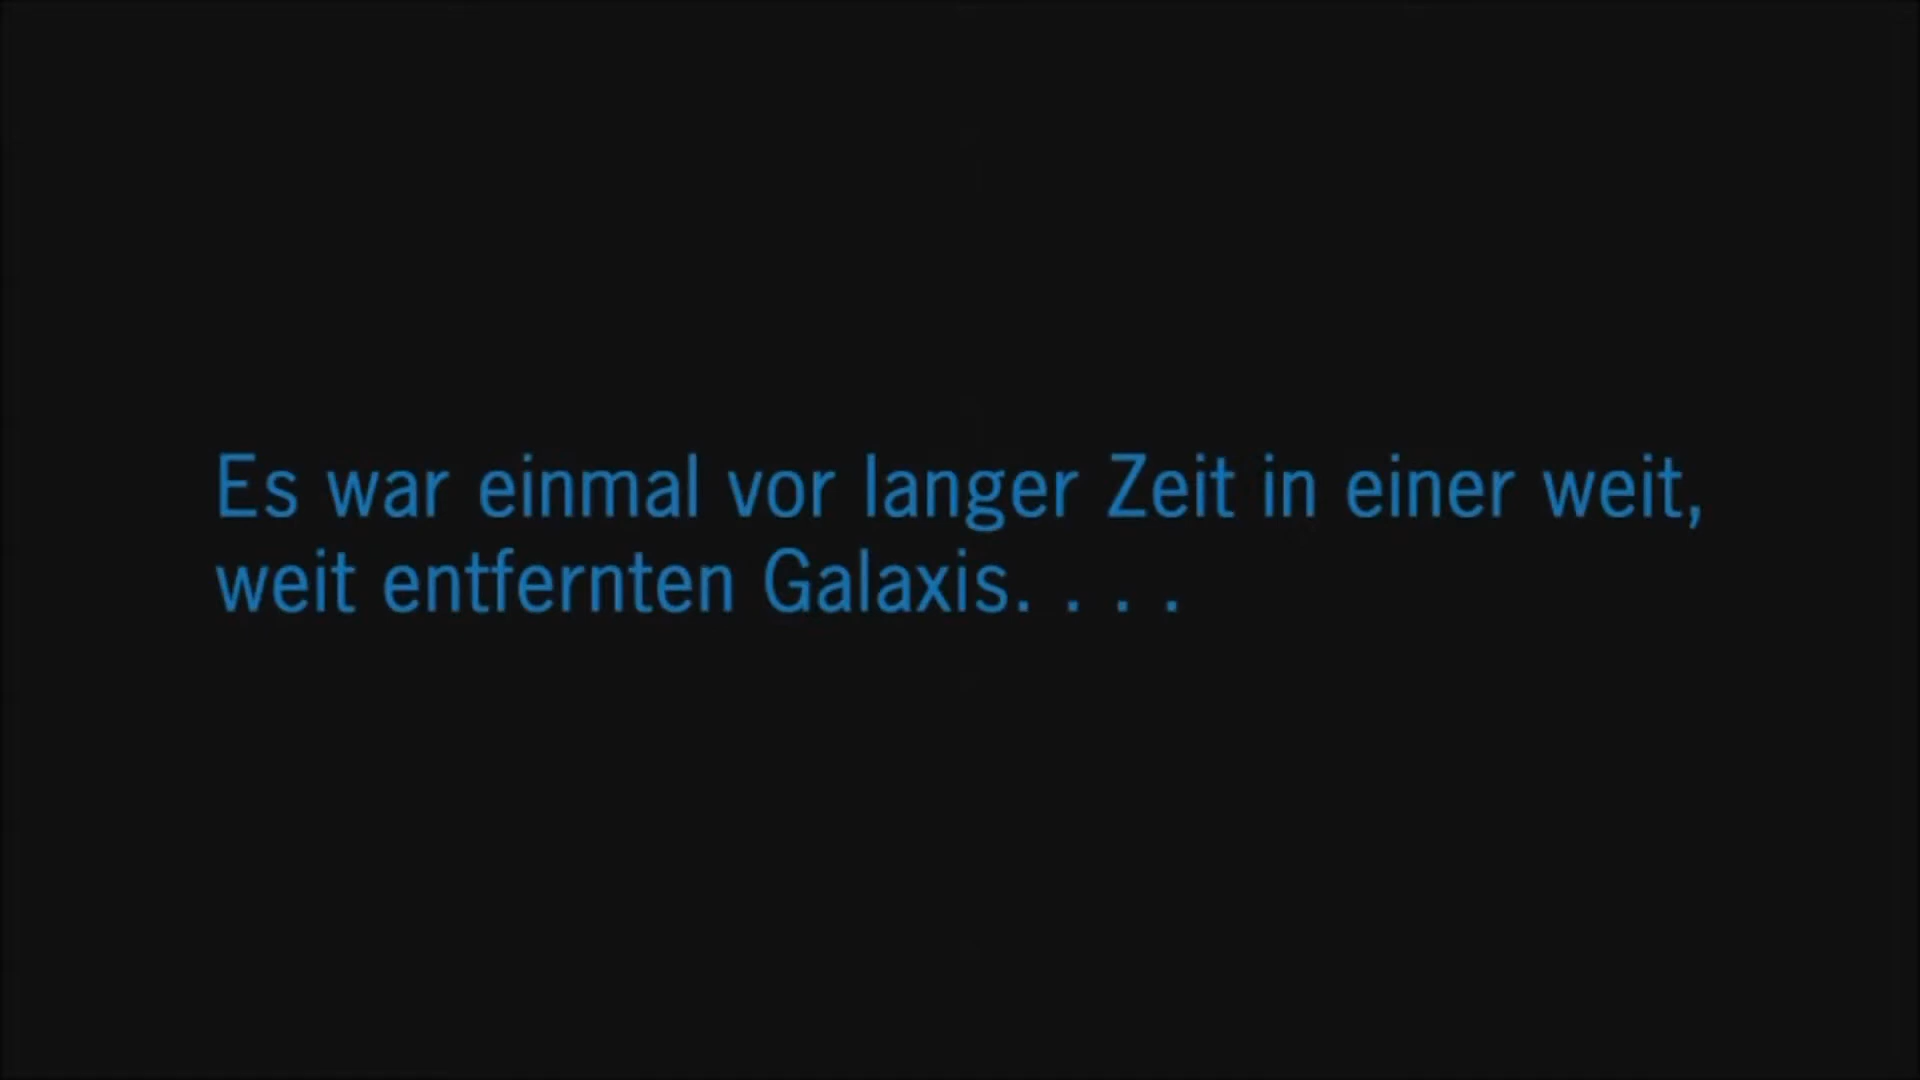 Es war einmal vor langer Zeit in einer weit,
weit entfernten Galaxis. . . .